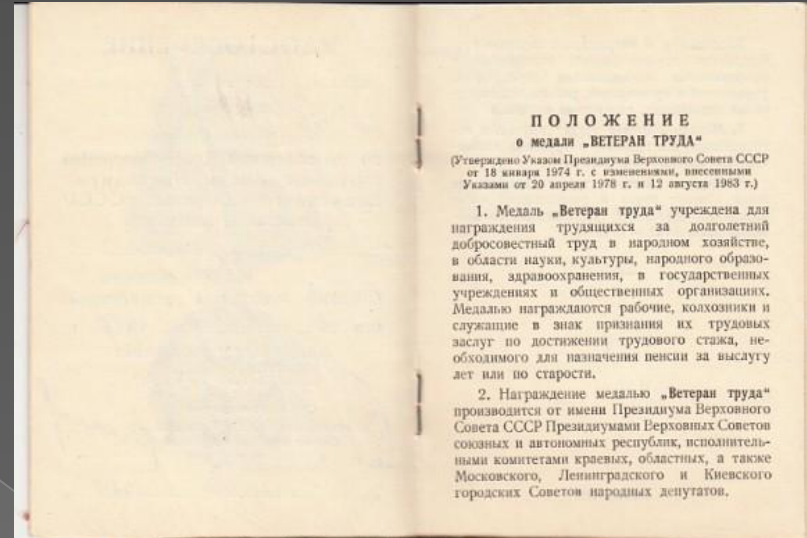 ПОЛОЖЕНИЕ
о медали „ВЕТЕРАН ТРУДА“
(Утверждено Указом Президиума Верховного Совета СССР
от 18 января 1974 г. с изменениями, внесенными
Указами от 20 апреля 1978 г. и 12 августа 1983 г.)
1. Медаль „Ветеран труда“ учреждена для
награждения трудящихся за долголетний
добросовестный труд в народном хозяйстве,
в области науки, культуры, народного образо-
вания, здравоохранения, в государственных
учреждениях и общественных организациях.
Медалью награждаются рабочие, колхозники и
служащие в знак признания их трудовых
заслуг по достижении трудового стажа, не-
обходимого для назначения пенсии за выслугу
лет или по старости.
2. Награждение медалью „Ветеран труда“
производится от имени Президиума Верховного
Совета СССР Президиумами Верховных Советов
союзных и автономных республик, исполнитель-
ными комитетами краевых, областных, а также
Московского, Ленинградского и Киевского
городских Советов народных депутатов.